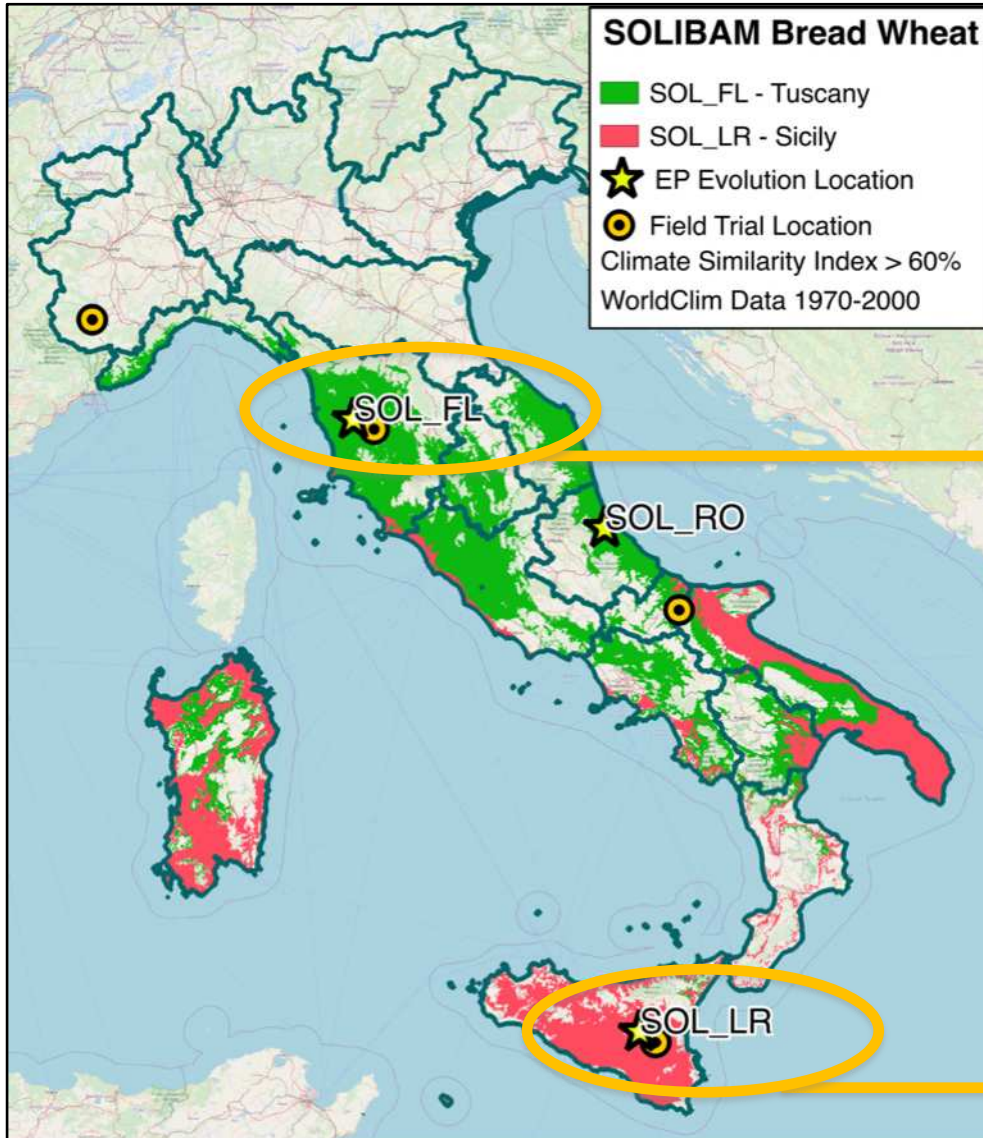 SOLIBAM Bread Wheat
SOL_FL - Tuscany
SOL_LR - Sicily
EP Evolution Location
Field Trial Location
Climate Similarity Index > 60%
WorldClim Data 1970-2000
SOL_FL
SOL_RO
SOL_LR